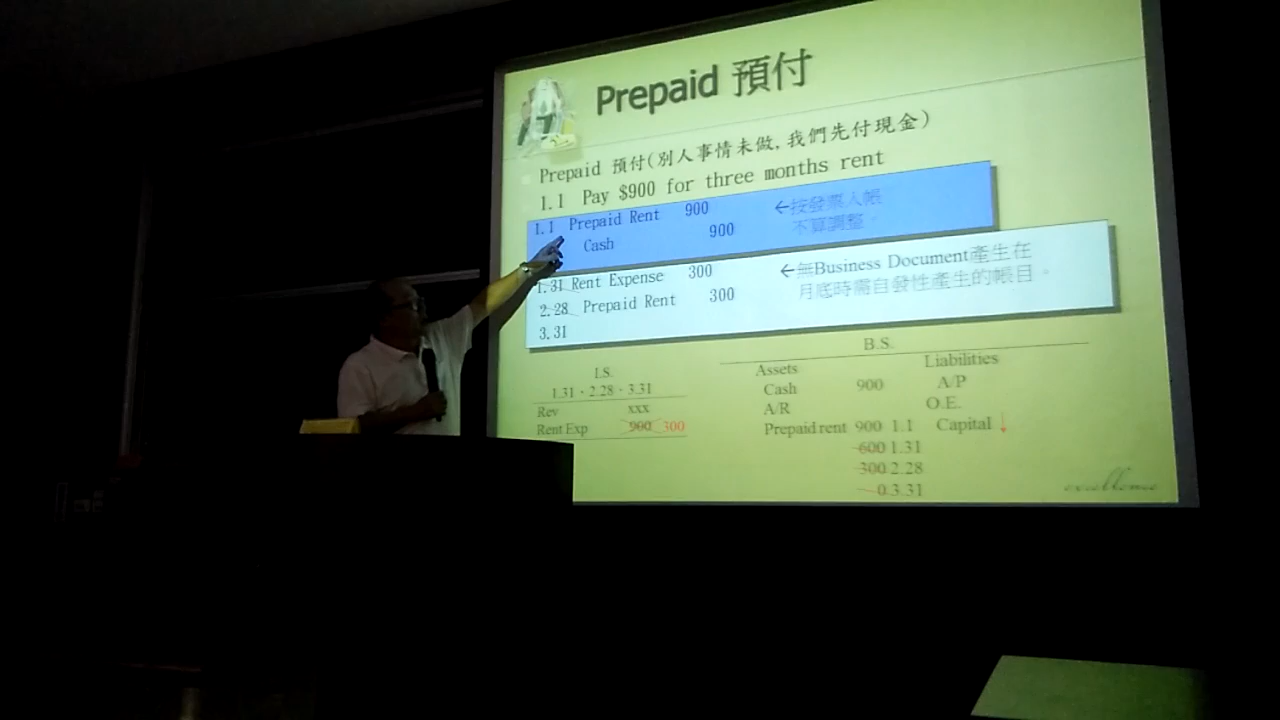 Prepaid 預付
Prepaid 預付(別人事情未做,我們先付現金)
1.1 Pay $900 for three months rent
1.1 Prepaid Rent 900 ←按發票入帳
Cash 900 不算調整。
1.31 Rent Expense 300 ←無Business Document產生在
2.28 Prepaid Rent 300 月底時需自發性產生的帳目。
3.31
I.S.
1.31、2.28、3.31
Rev xxx
Rent Exp 900 300
B.S.
Assets Liabilities
Cash 900 A/P
A/R O.E.
Prepaid rent 900 1.1 Capital ↓
600 1.31
300 2.28
0 3.31
excellence